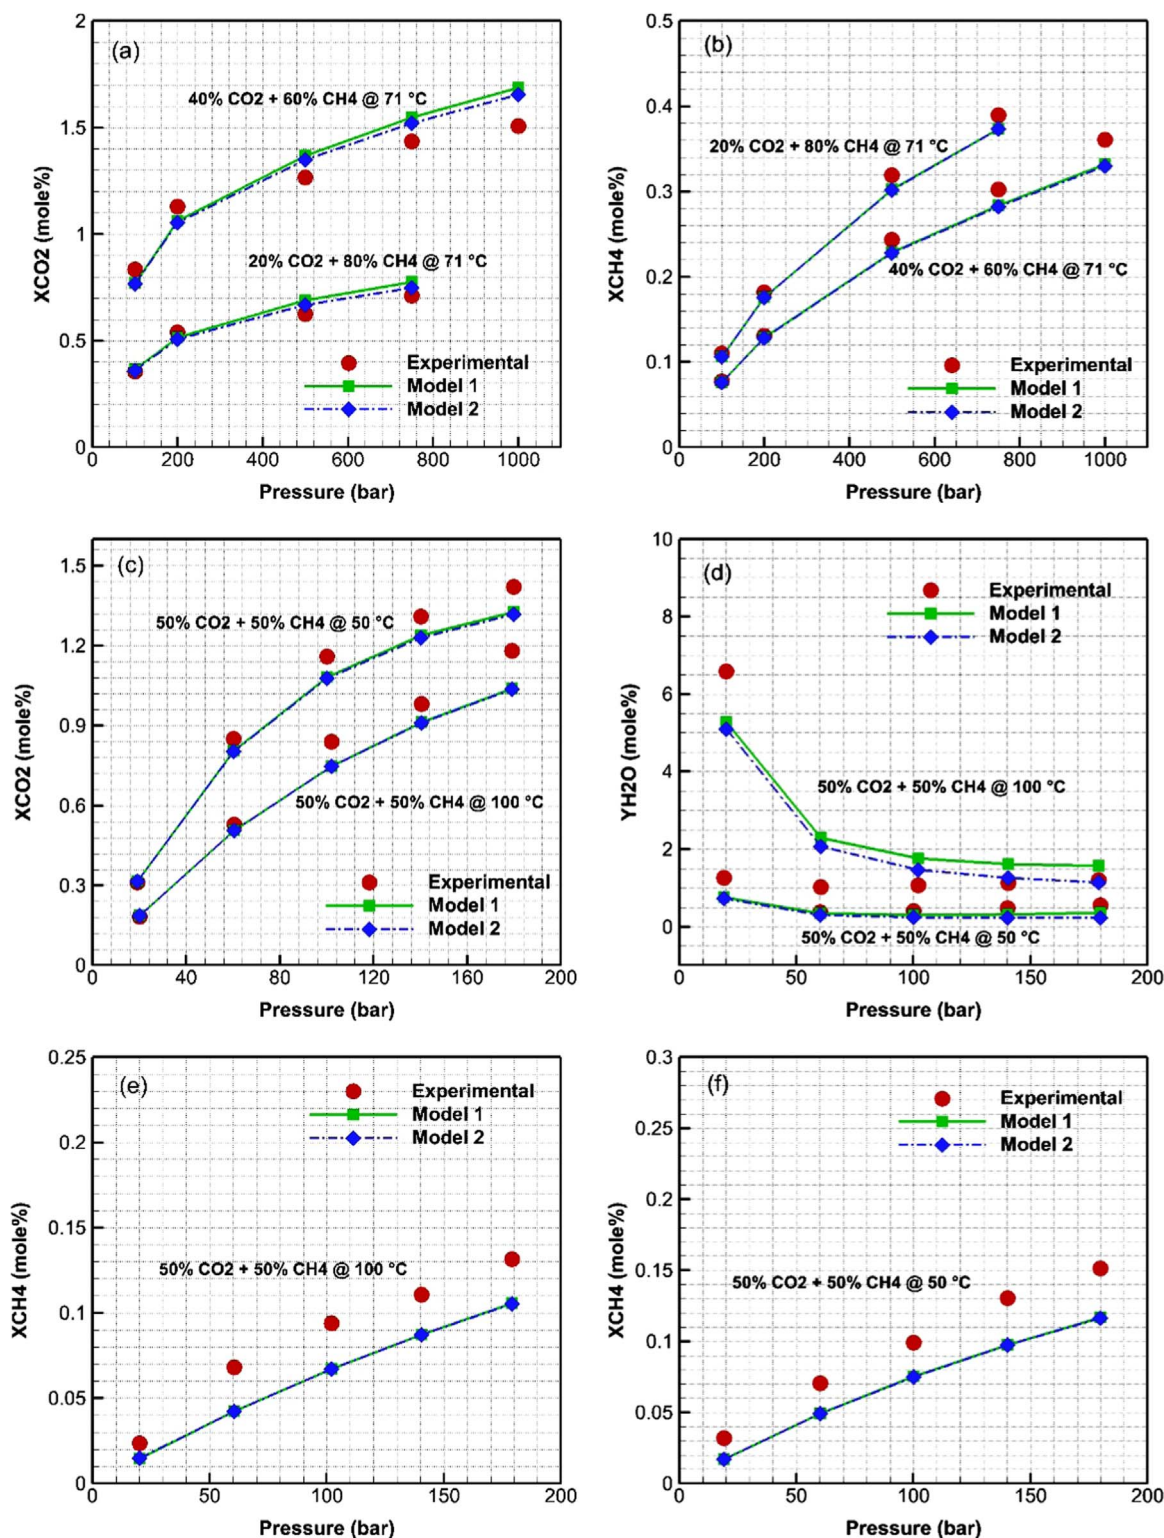 (a)
XCO2 (mole%)
2
1.5
1
0.5
0
40% CO2 + 60% CH4 @ 71 °C
20% CO2 + 80% CH4 @ 71 °C
Experimental
Model 1
Model 2
0 200 400 600 800 1000
Pressure (bar)
(b)
XCH4 (mole%)
0.5
0.4
0.3
0.2
0.1
0
20% CO2 + 80% CH4 @ 71 °C
40% CO2 + 60% CH4 @ 71 °C
Experimental
Model 1
Model 2
0 200 400 600 800 1000
Pressure (bar)
(c)
XCO2 (mole%)
1.5
1.2
0.9
0.6
0.3
0
50% CO2 + 50% CH4 @ 50 °C
50% CO2 + 50% CH4 @ 100 °C
Experimental
Model 1
Model 2
0 40 80 120 160 200
Pressure (bar)
(d)
YH2O (mole%)
10
8
6
4
2
0
Experimental
Model 1
Model 2
50% CO2 + 50% CH4 @ 100 °C
50% CO2 + 50% CH4 @ 50 °C
0 50 100 150 200
Pressure (bar)
(e)
XCH4 (mole%)
0.25
0.2
0.15
0.1
0.05
0
Experimental
Model 1
Model 2
50% CO2 + 50% CH4 @ 100 °C
0 50 100 150 200
Pressure (bar)
(f)
XCH4 (mole%)
0.3
0.25
0.2
0.15
0.1
0.05
0
Experimental
Model 1
Model 2
50% CO2 + 50% CH4 @ 50 °C
0 50 100 150 200
Pressure (bar)